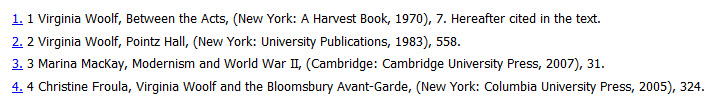 1. 1 Virginia Woolf, Between the Acts, (New York: A Harvest Book, 1970), 7. Hereafter cited in the text.
2. 2 Virginia Woolf, Pointz Hall, (New York: University Publications, 1983), 558.
3. 3 Marina MacKay, Modernism and World War II, (Cambridge: Cambridge University Press, 2007), 31.
4. 4 Christine Froula, Virginia Woolf and the Bloomsbury Avant-Garde, (New York: Columbia University Press, 2005), 324.